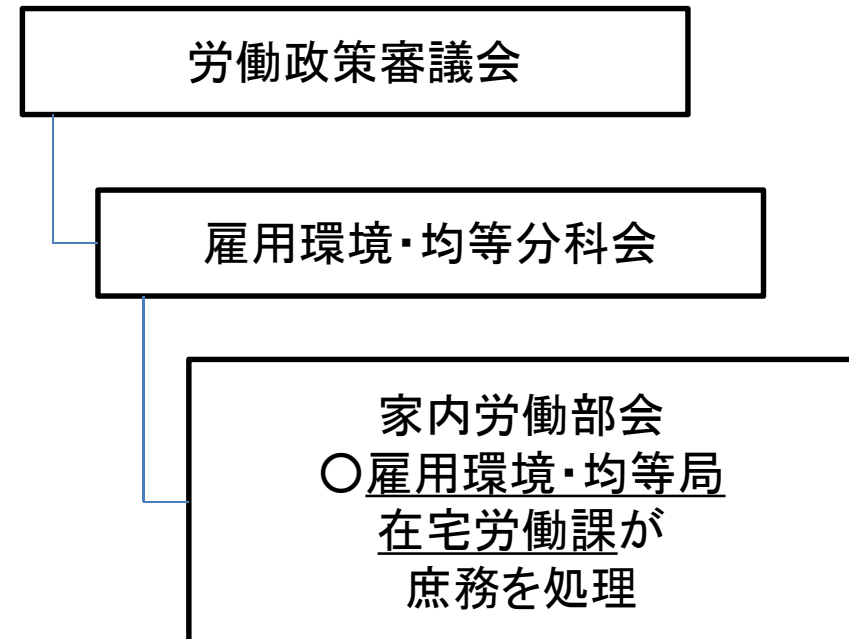 労働政策審議会
雇用環境・均等分科会
家内労働部会
○雇用環境・均等局
在宅労働課が
庶務を処理